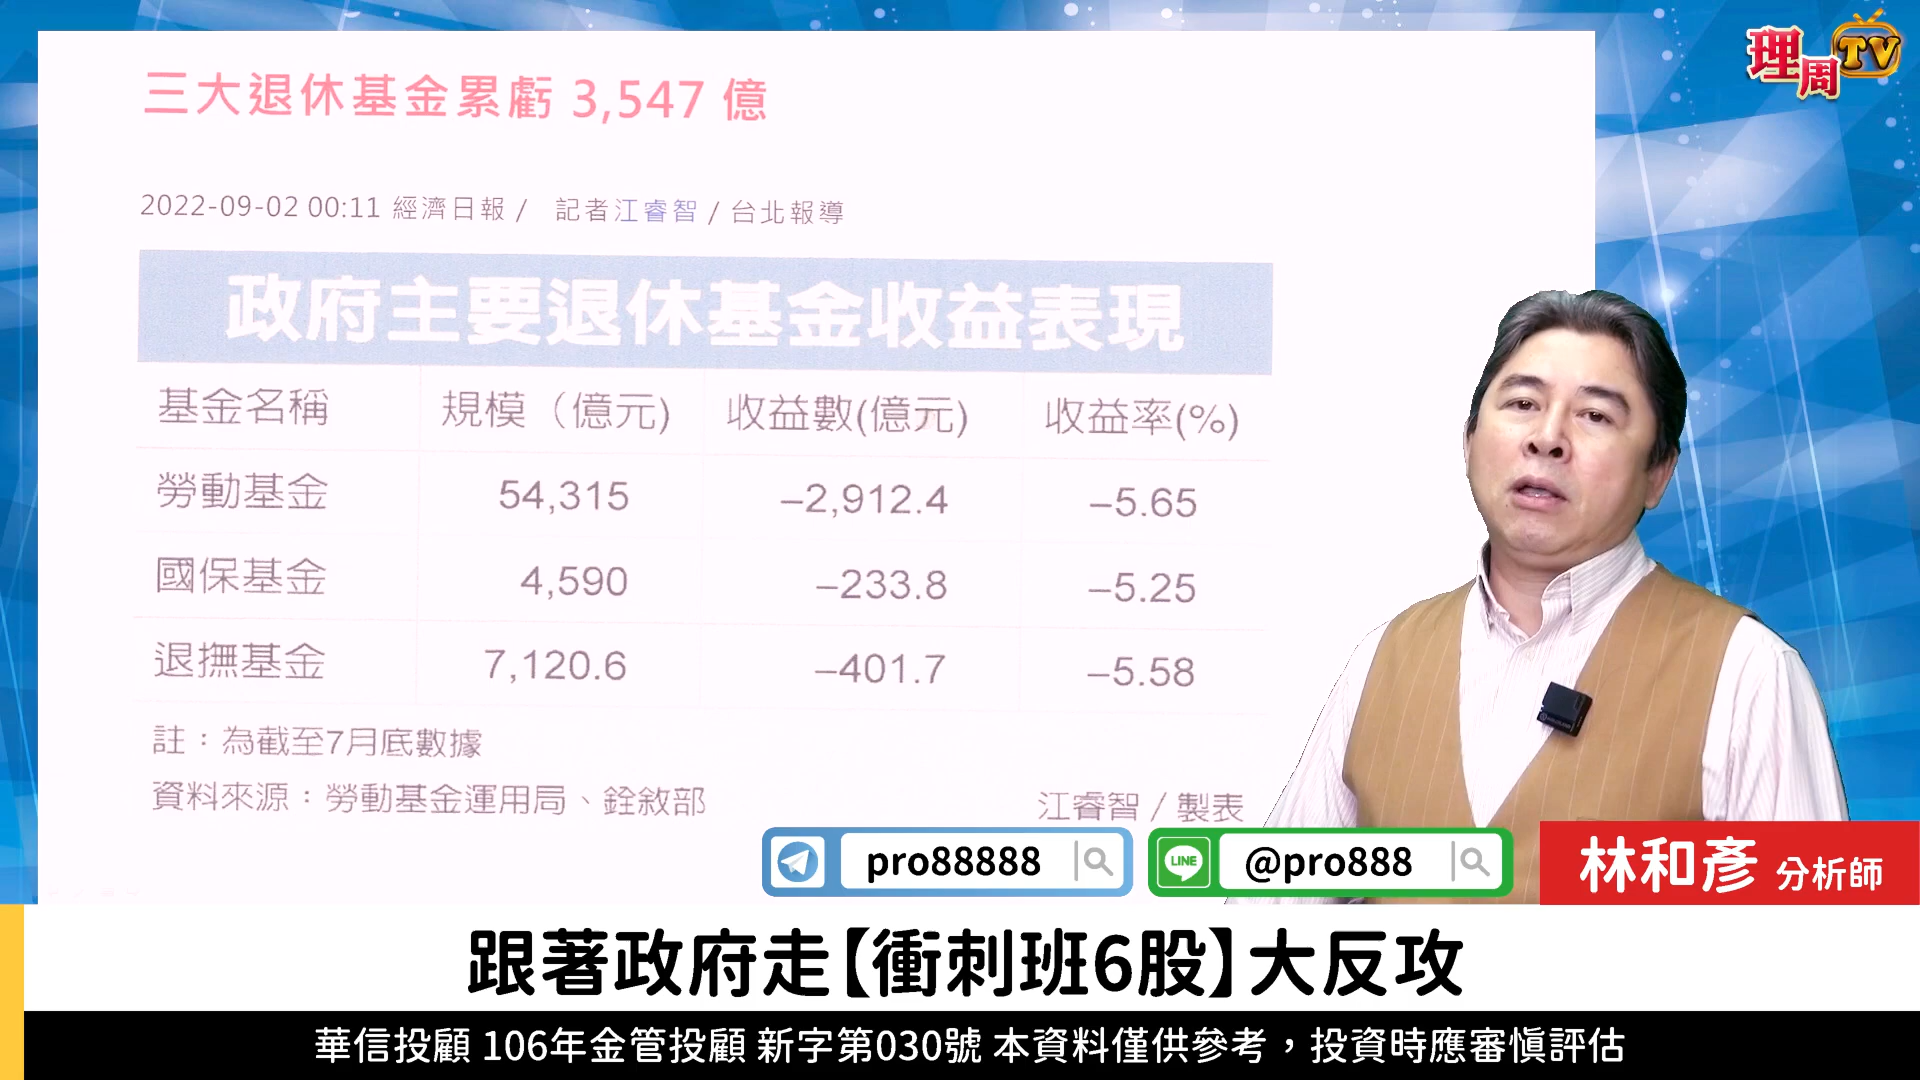 三大退休基金累虧 3,547 億
理周TV
2022-09-02 00:11 經濟日報 / 記者江睿智 / 台北報導
政府主要退休基金收益表現
基金名稱 規模（億元) 收益數(億元) 收益率(%)
勞動基金 54,315 –2,912.4 –5.65
國保基金 4,590 –233.8 –5.25
退撫基金 7,120.6 –401.7 –5.58
註：為截至7月底數據
資料來源：勞動基金運用局、銓敘部 江睿智 / 製表
pro88888
LINE @pro888
林和彥 分析師
跟著政府走【衝刺班6股】大反攻
華信投顧 106年金管投顧 新字第030號 本資料僅供參考，投資時應審慎評估